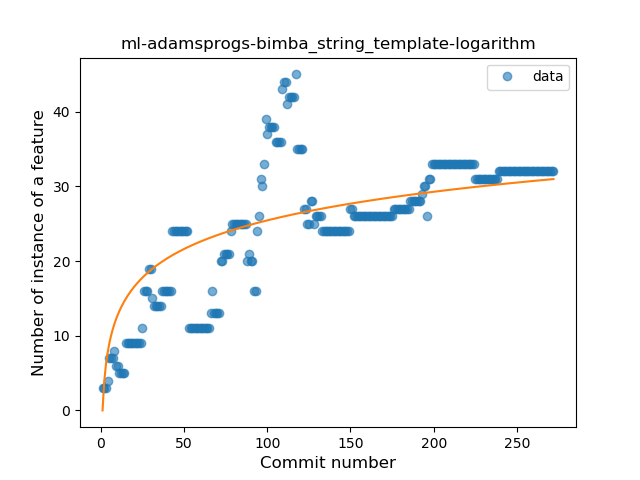 ml-adamsprogs-bimba_string_template-logarithm
data
Number of instance of a feature
40
30
20
10
0
0 50 100 150 200 250
Commit number